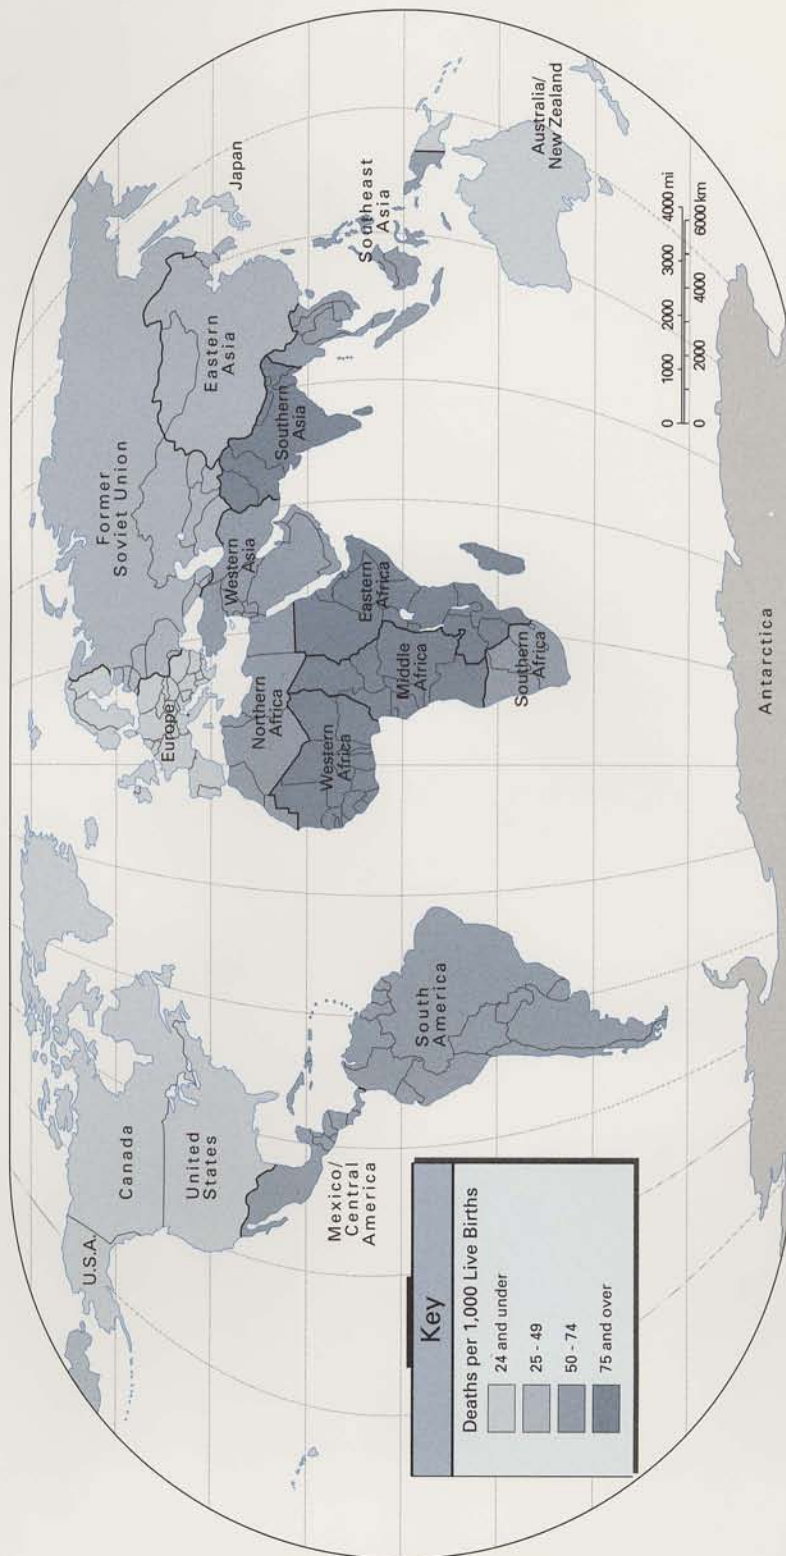 U.S.A.
Canada
United
States
Mexico/
Central
America
South
America
Europe
Former
Soviet Union
Eastern
Asia
Japan
Western
Asia
Southern
Asia
Southeast
Asia
Northern
Africa
Western
Africa
Middle
Africa
Eastern
Africa
Southern
Africa
Australia/
New Zealand
Antarctica
0 1000 2000 3000 4000 mi
0 2000 4000 6000 km
Key
Deaths per 1,000 Live Births
24 and under
25 - 49
50 - 74
75 and over